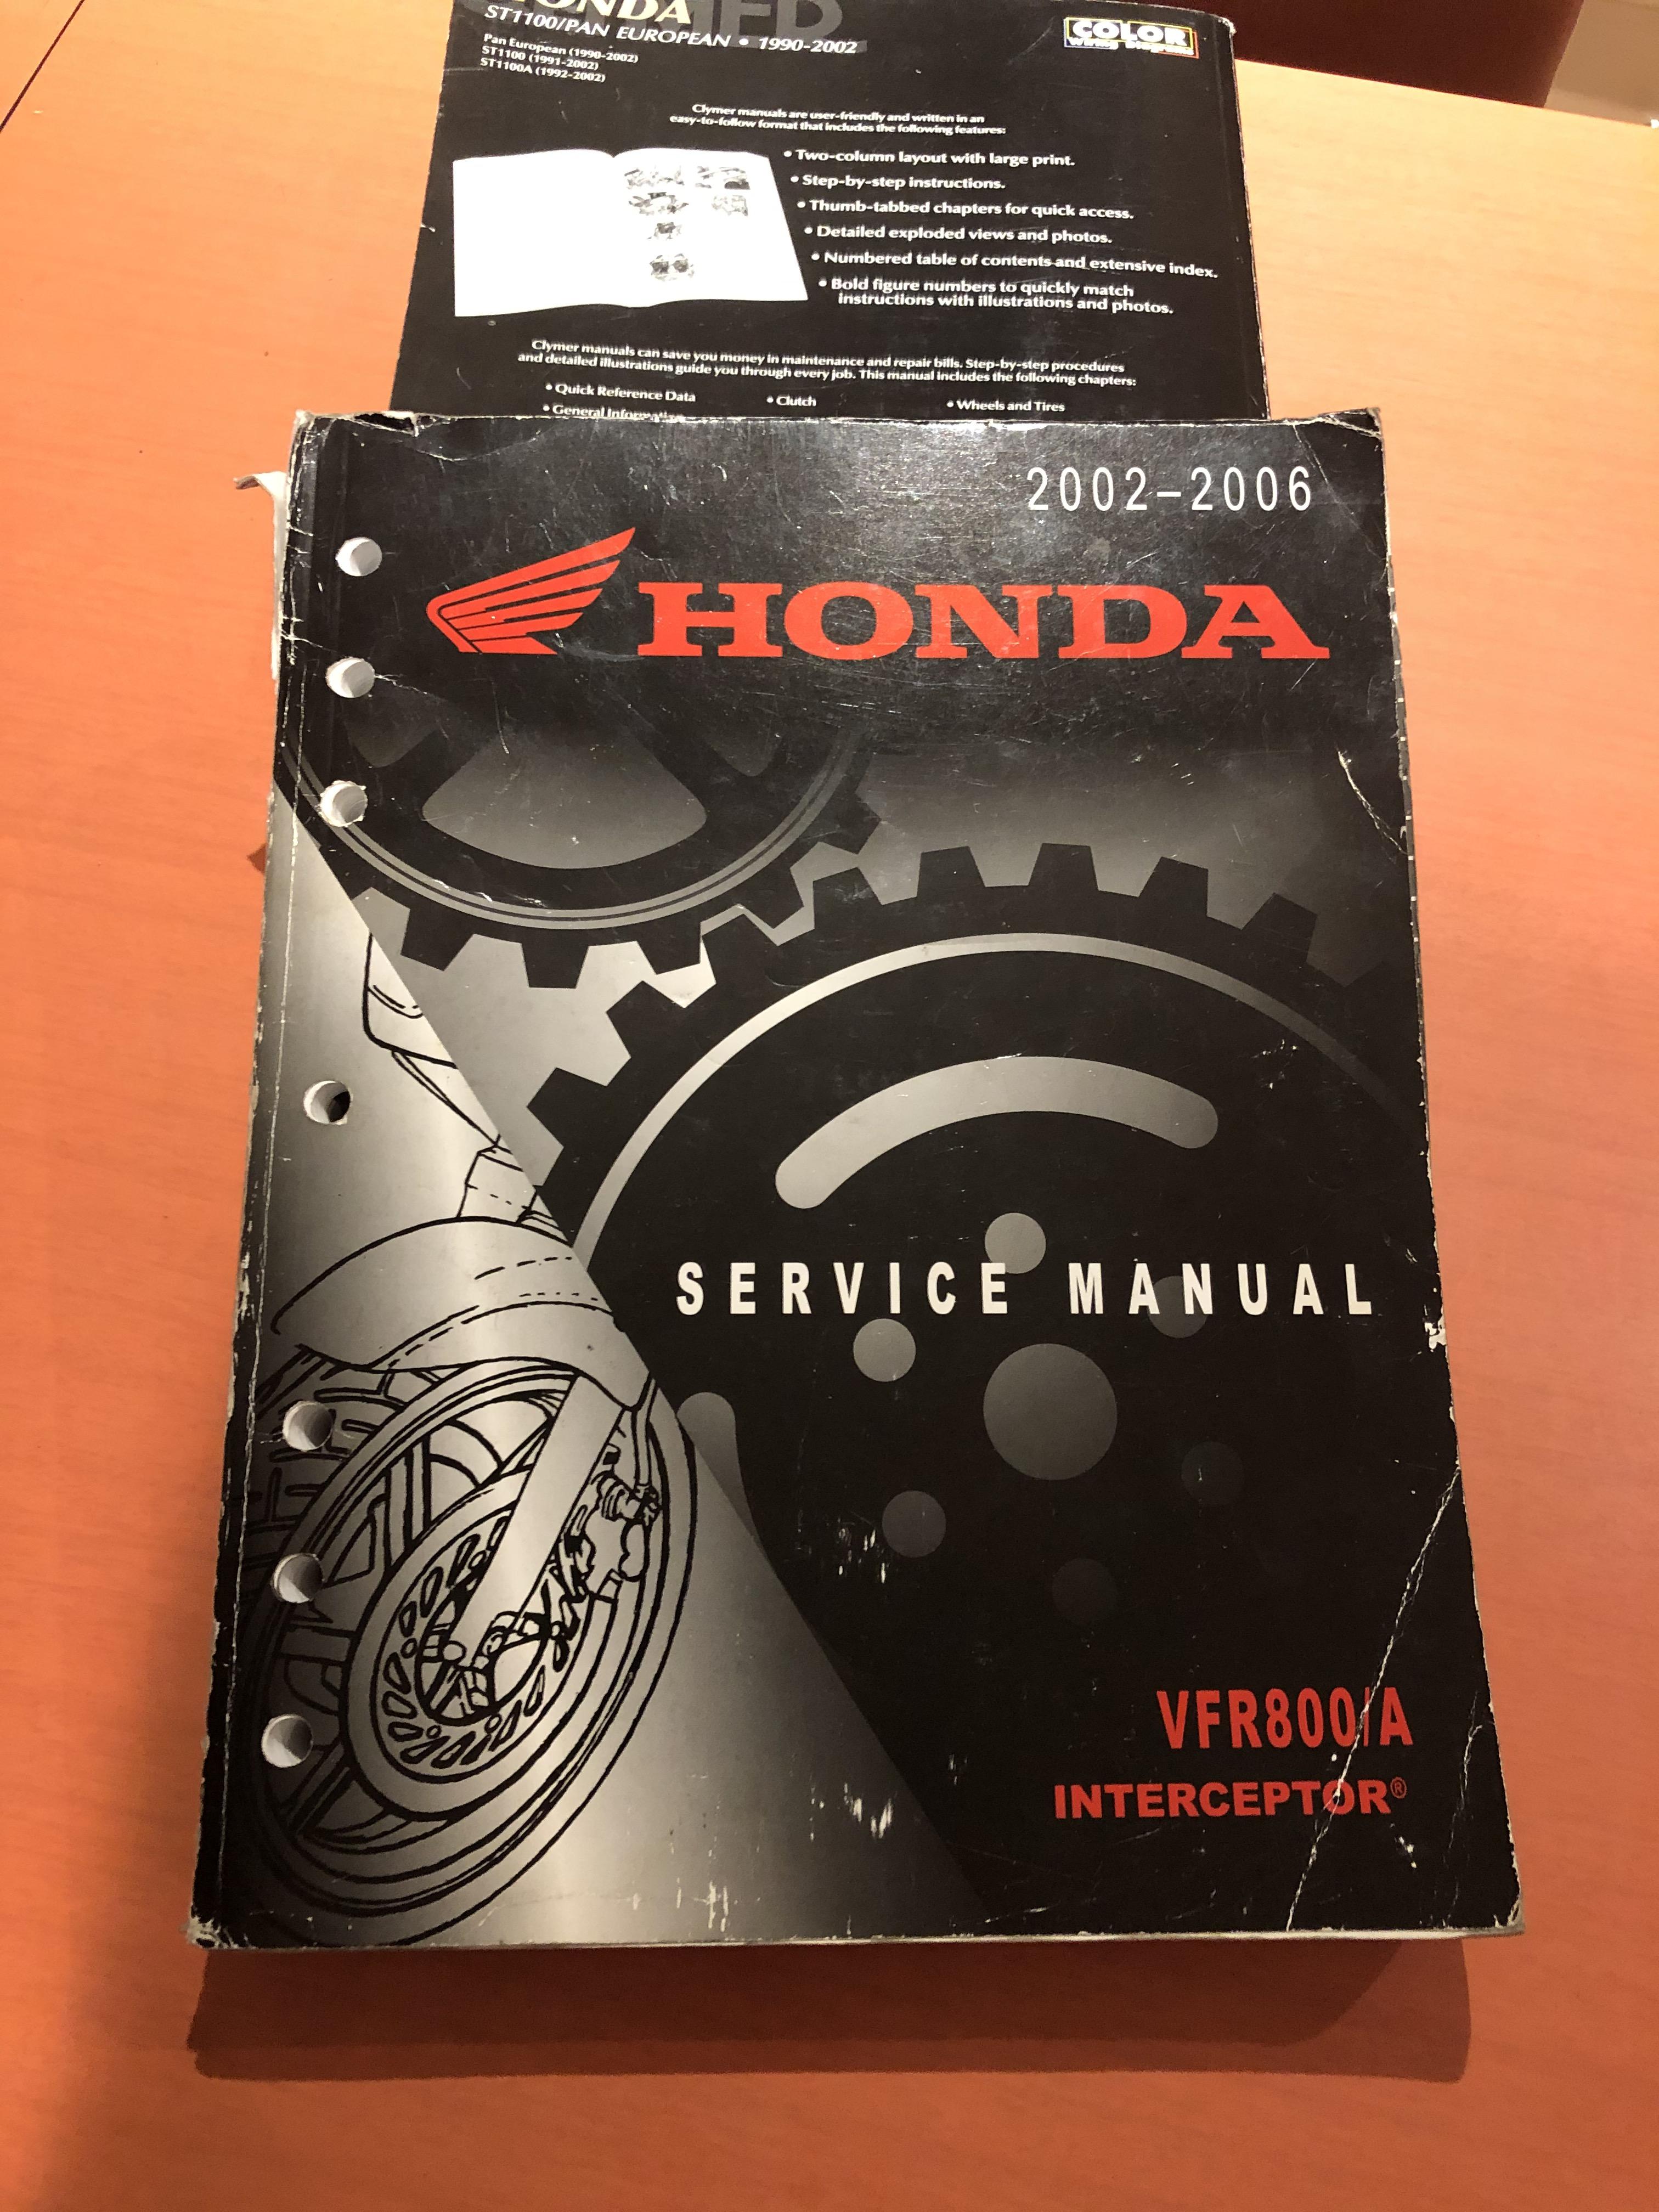 HONDA
ST1100/PAN EUROPEAN • 1990-2002
Pan European (1990-2002)
ST1100 (1991-2002)
ST1100A (1992-2002)
COLOR
Wiring Diagrams
Clymer manuals are user-friendly and written in an
easy-to-follow format that includes the following features:
• Two-column layout with large print.
• Step-by-step instructions.
• Thumb-tabbed chapters for quick access.
• Detailed exploded views and photos.
• Numbered table of contents and extensive index.
• Bold figure numbers to quickly match
instructions with illustrations and photos.
Clymer manuals can save you money in maintenance and repair bills. Step-by-step procedures
and detailed illustrations guide you through every job. This manual includes the following chapters:
• Quick Reference Data
• General Information
• Clutch
• Wheels and Tires
2002-2006
HONDA
SERVICE MANUAL
VFR800/A
INTERCEPTOR®